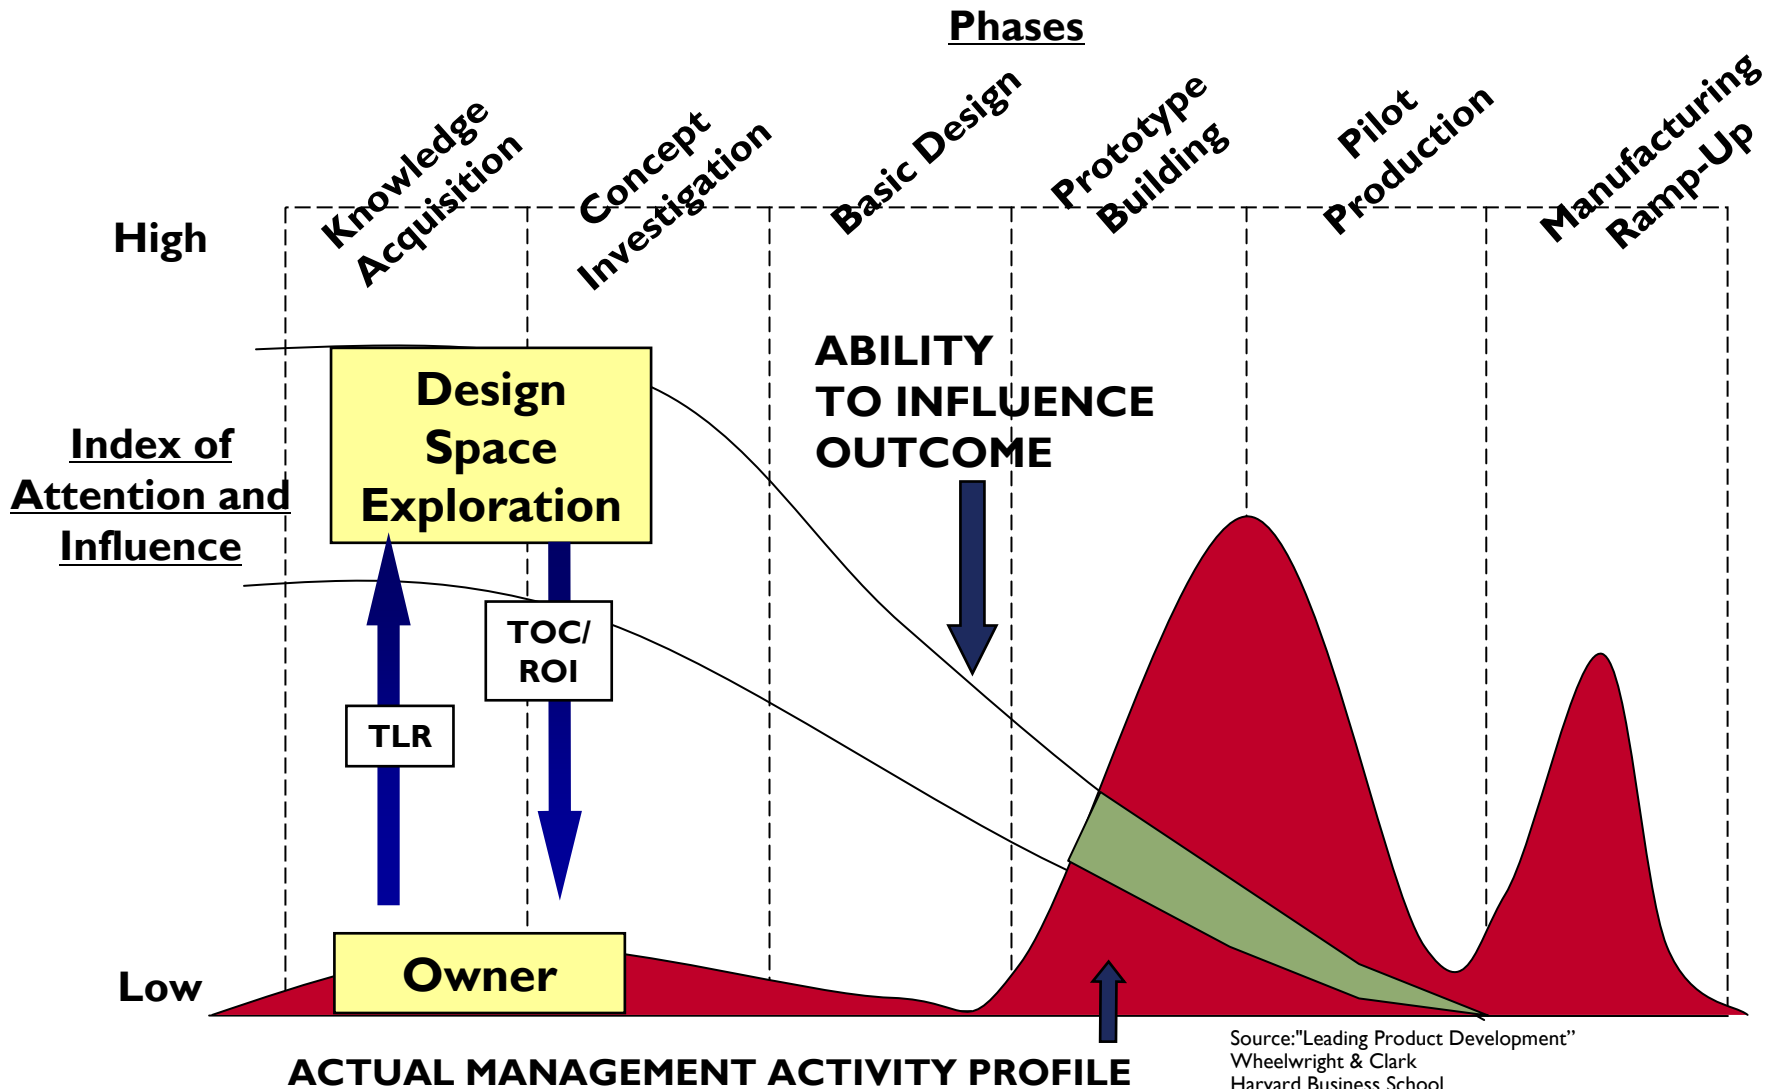 Phases
Knowledge
Acquisition
Concept
Investigation
Basic Design
Prototype
Building
Pilot
Production
Manufacturing
Ramp-Up
High
ABILITY
TO INFLUENCE
OUTCOME
Design
Space
Exploration
Index of
Attention and
Influence
TOC/
ROI
TLR
Owner
Low
ACTUAL MANAGEMENT ACTIVITY PROFILE
Source:"Leading Product Development”
Wheelwright & Clark
Harvard Business School